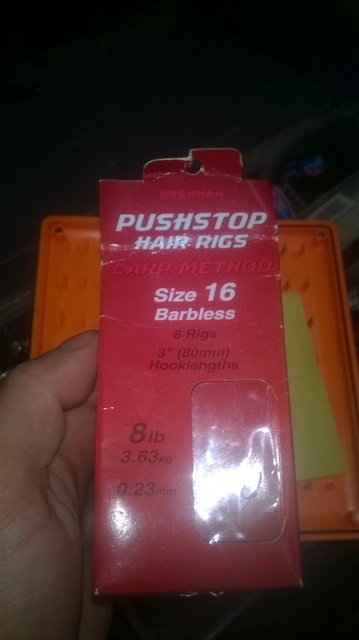 DRENNAN
PUSHSTOP
HAIR RIGS
CARP METHOD
Size 16
Barbless
8 Rigs
3" (80mm)
Hooklengths
8lb
3.63kg
0.23mm